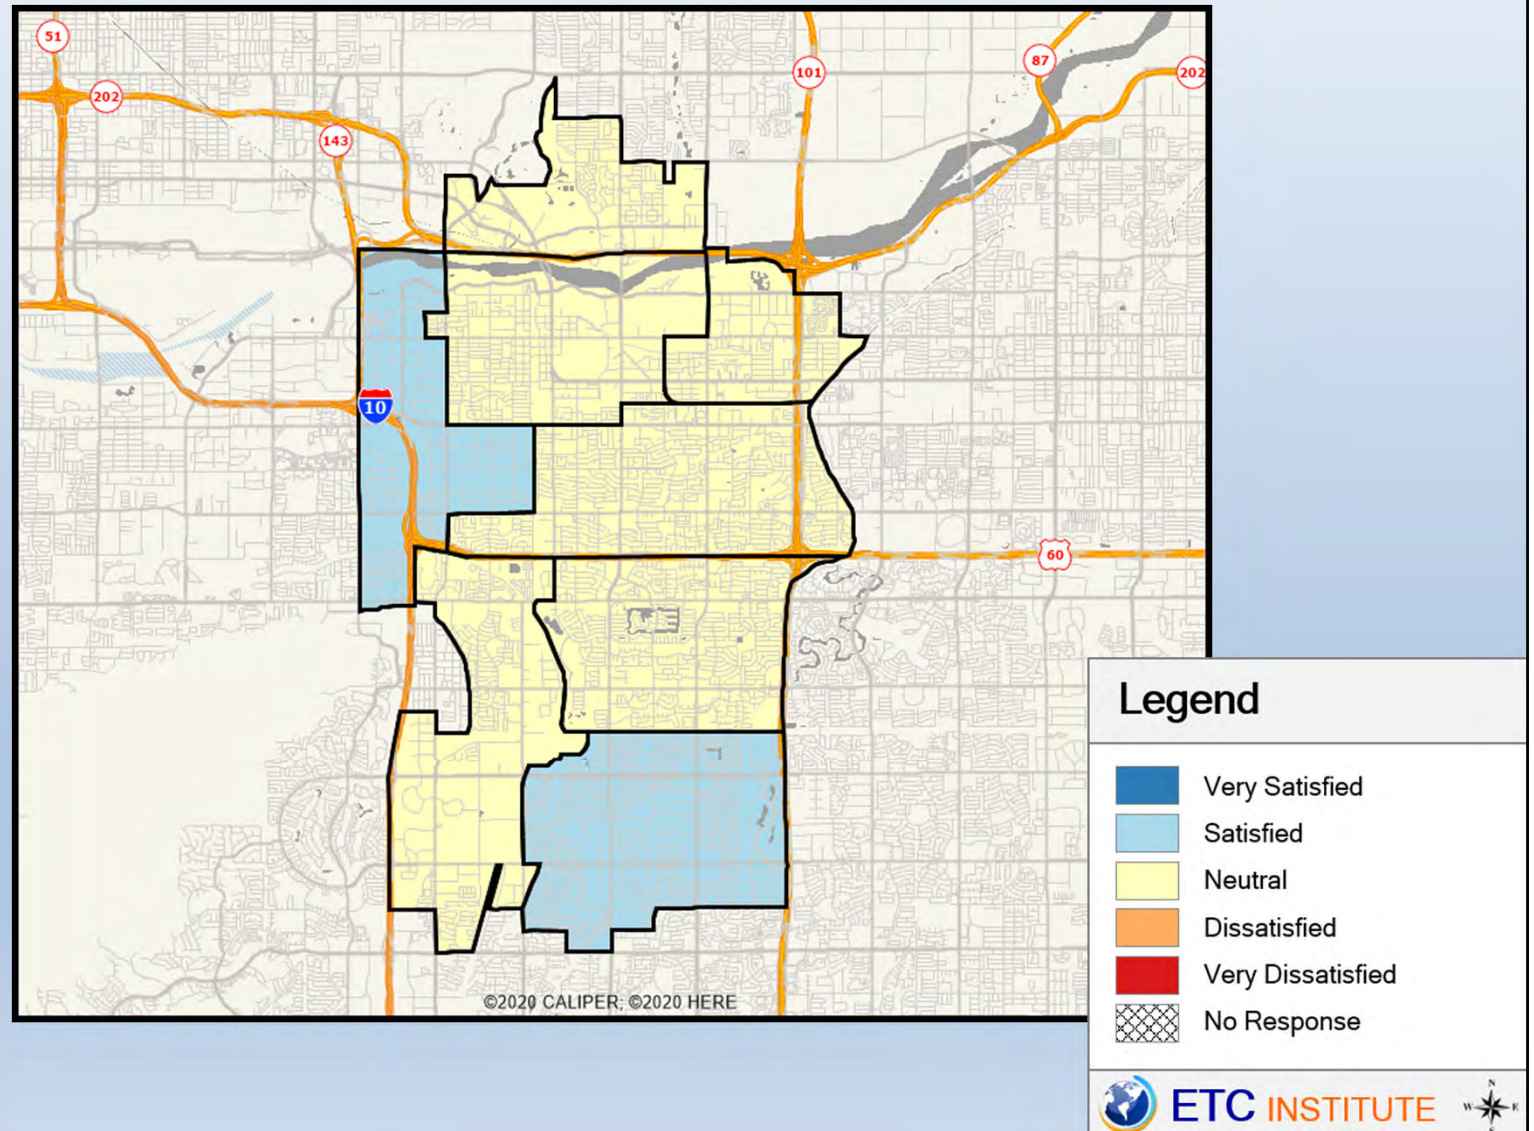 51
202
143
101
87
202
10
60
©2020 CALIPER; ©2020 HERE
Legend
Very Satisfied
Satisfied
Neutral
Dissatisfied
Very Dissatisfied
No Response
ETC INSTITUTE
N
W
E
S